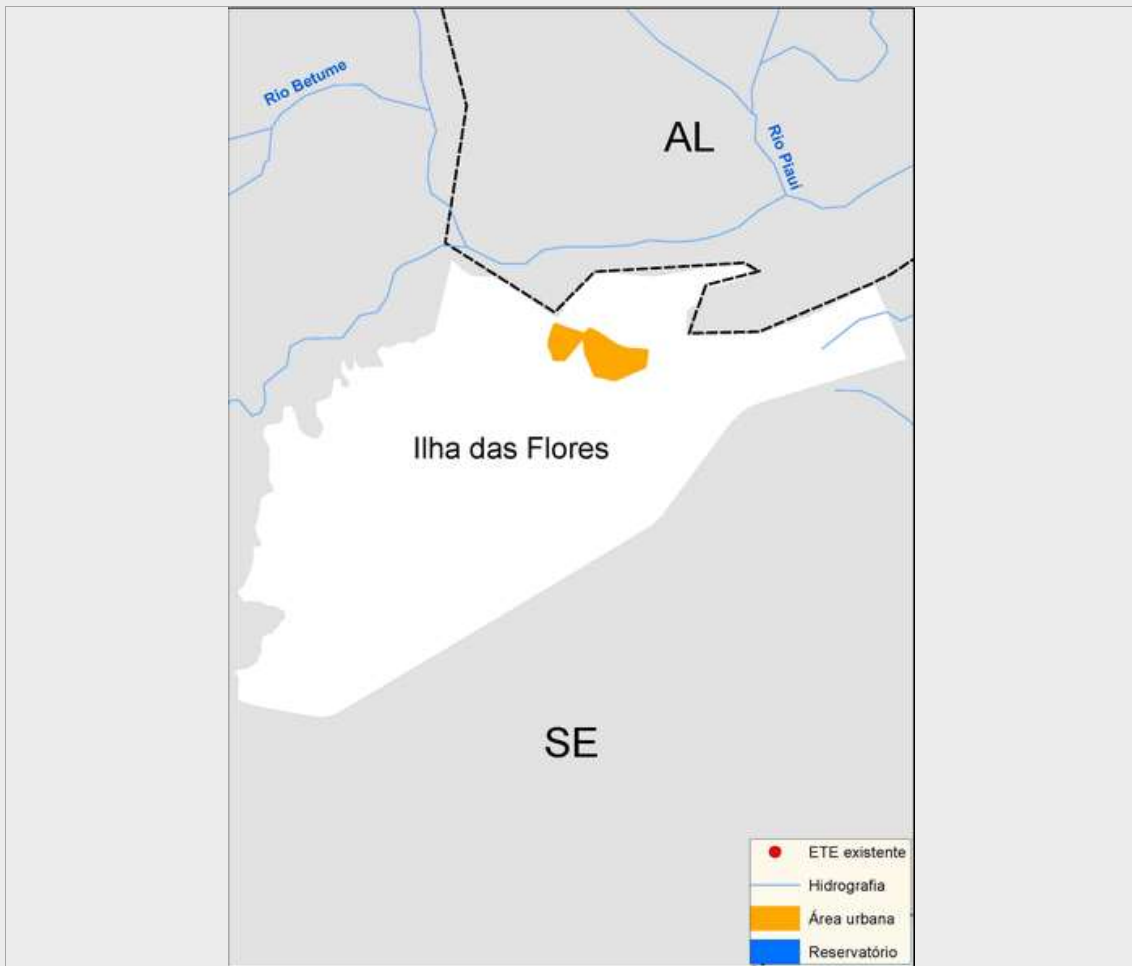 Rio Betume
AL
Rio Piauí
Ilha das Flores
SE
ETE existente
Hidrografia
Área urbana
Reservatório